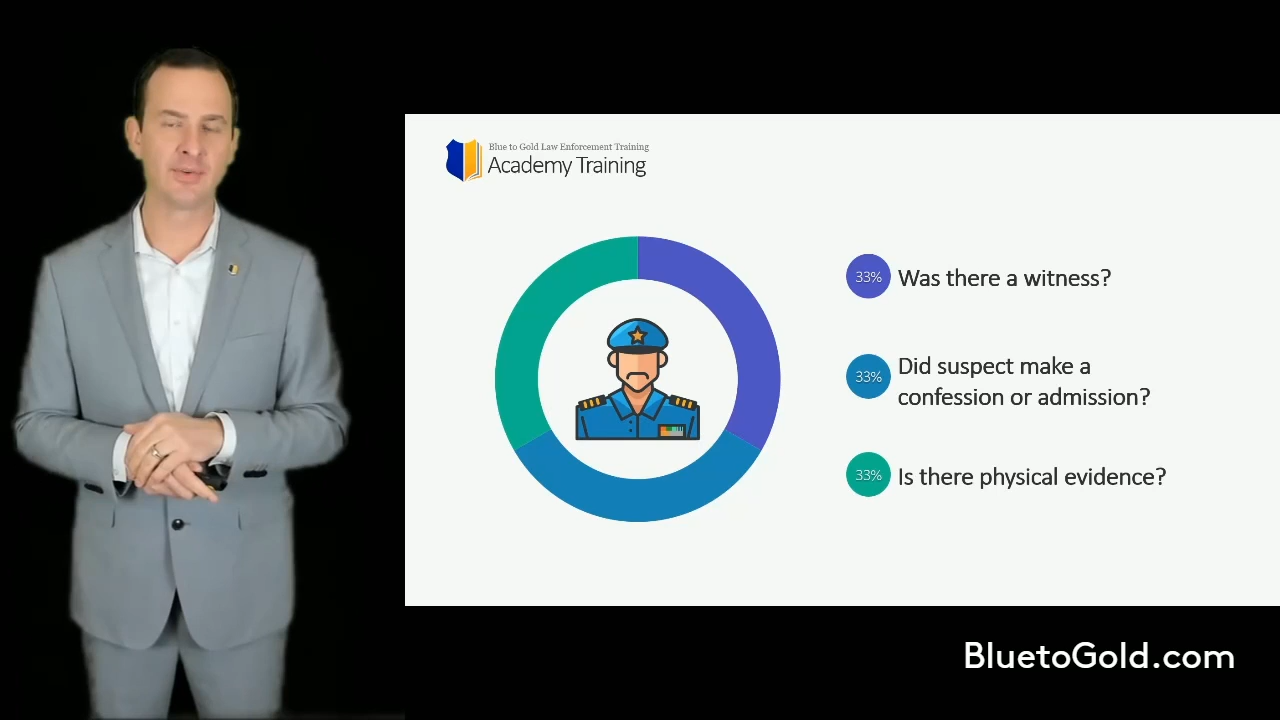 Blue to Gold Law Enforcement Training
Academy Training
33% Was there a witness?
33% Did suspect make a
confession or admission?
33% Is there physical evidence?
BluetoGold.com